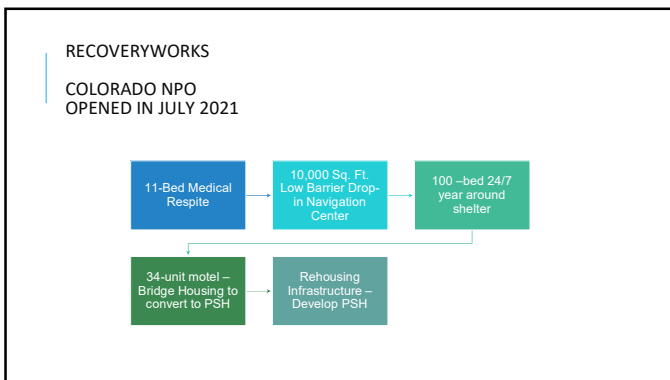 RECOVERYWORKS
COLORADO NPO
OPENED IN JULY 2021
11-Bed Medical
Respite
10,000 Sq. Ft.
Low Barrier Drop-
in Navigation
Center
100 –bed 24/7
year around
shelter
34-unit motel –
Bridge Housing to
convert to PSH
Rehousing
Infrastructure –
Develop PSH